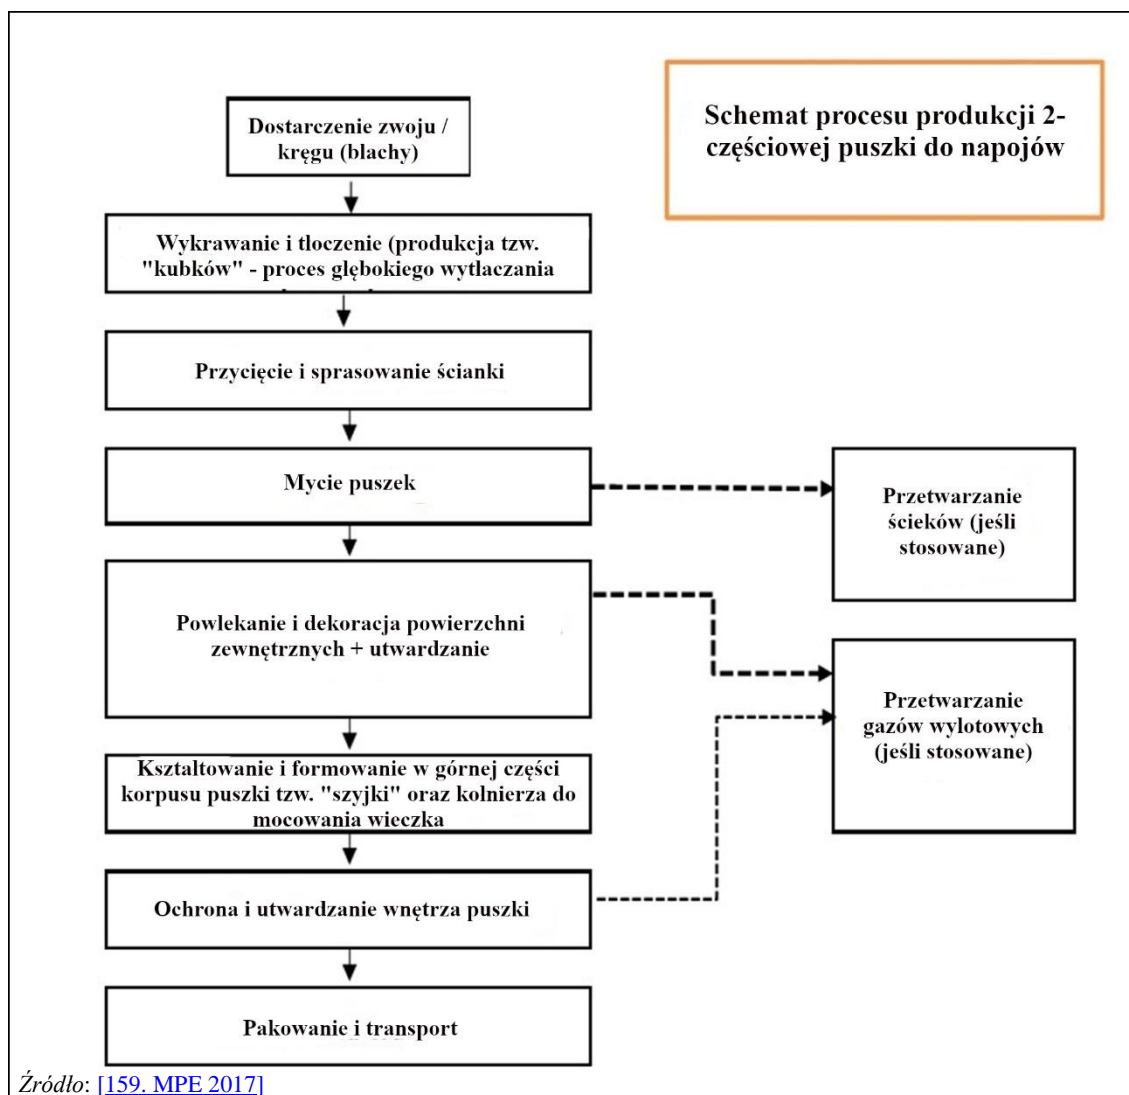 Schemat procesu produkcji 2-
częściowej puszki do napojów
Dostarczenie zwoju /
kręgu (blachy)
Wykrawanie i tłoczenie (produkcja tzw.
"kubków" - proces głębokiego wytłaczania
Przycięcie i sprasowanie ścianki
Mycie puszek
Przetwarzanie
ścieków (jeśli
stosowane)
Powlekanie i dekoracja powierzchni
zewnętrznych + utwardzanie
Przetwarzanie
gazów wylotowych
(jeśli stosowane)
Kształtowanie i formowanie w górnej części
korpusu puszki tzw. "szyjki" oraz kołnierza do
mocowania wieczka
Ochrona i utwardzanie wnętrza puszki
Pakowanie i transport
Źródło: [159. MPE 2017]